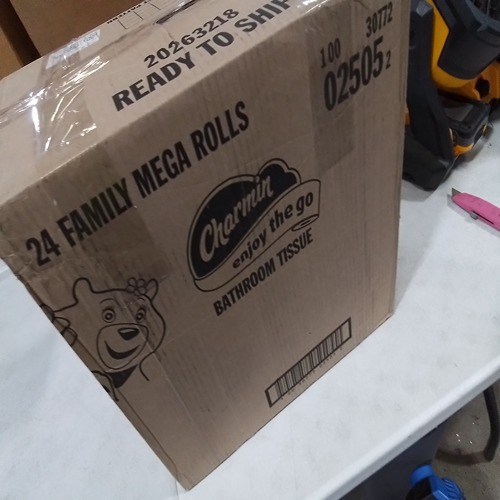 20263218
READY TO SHIP
100
30772
02505 2
24 FAMILY MEGA ROLLS
Charmin
enjoy the go
BATHROOM TISSUE